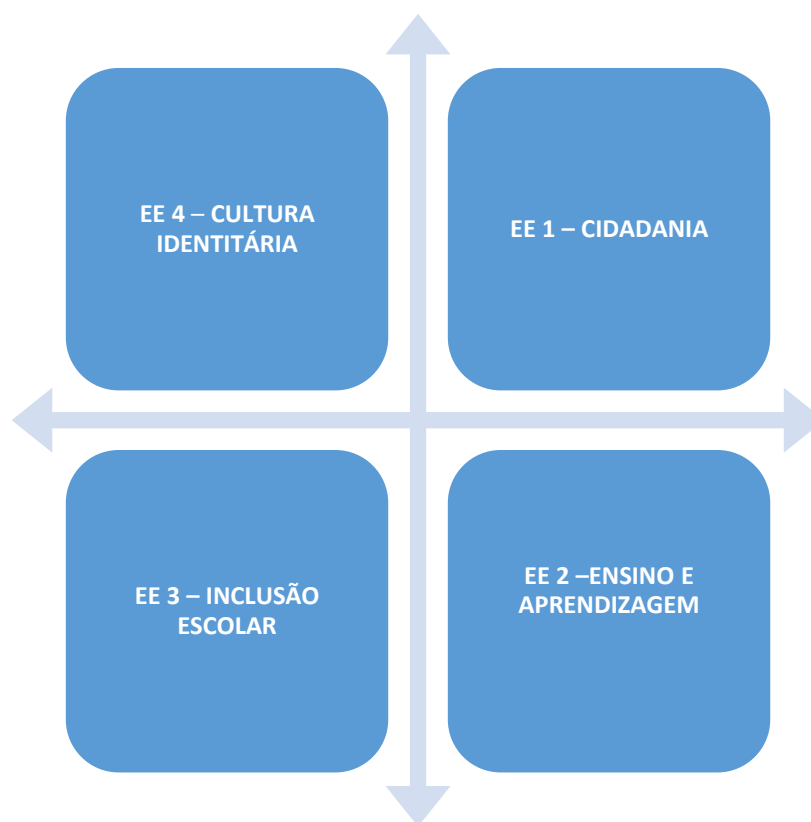 EE 4 – CULTURA
IDENTITÁRIA
EE 1 – CIDADANIA
EE 3 – INCLUSÃO
ESCOLAR
EE 2 –ENSINO E
APRENDIZAGEM